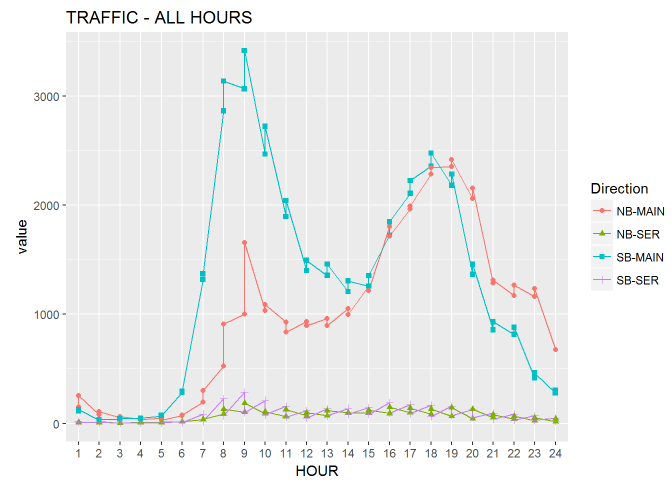 TRAFFIC - ALL HOURS
3000
2000
1000
0
value
1 2 3 4 5 6 7 8 9 10 11 12 13 14 15 16 17 18 19 20 21 22 23 24
HOUR
Direction
NB-MAIN
NB-SER
SB-MAIN
SB-SER